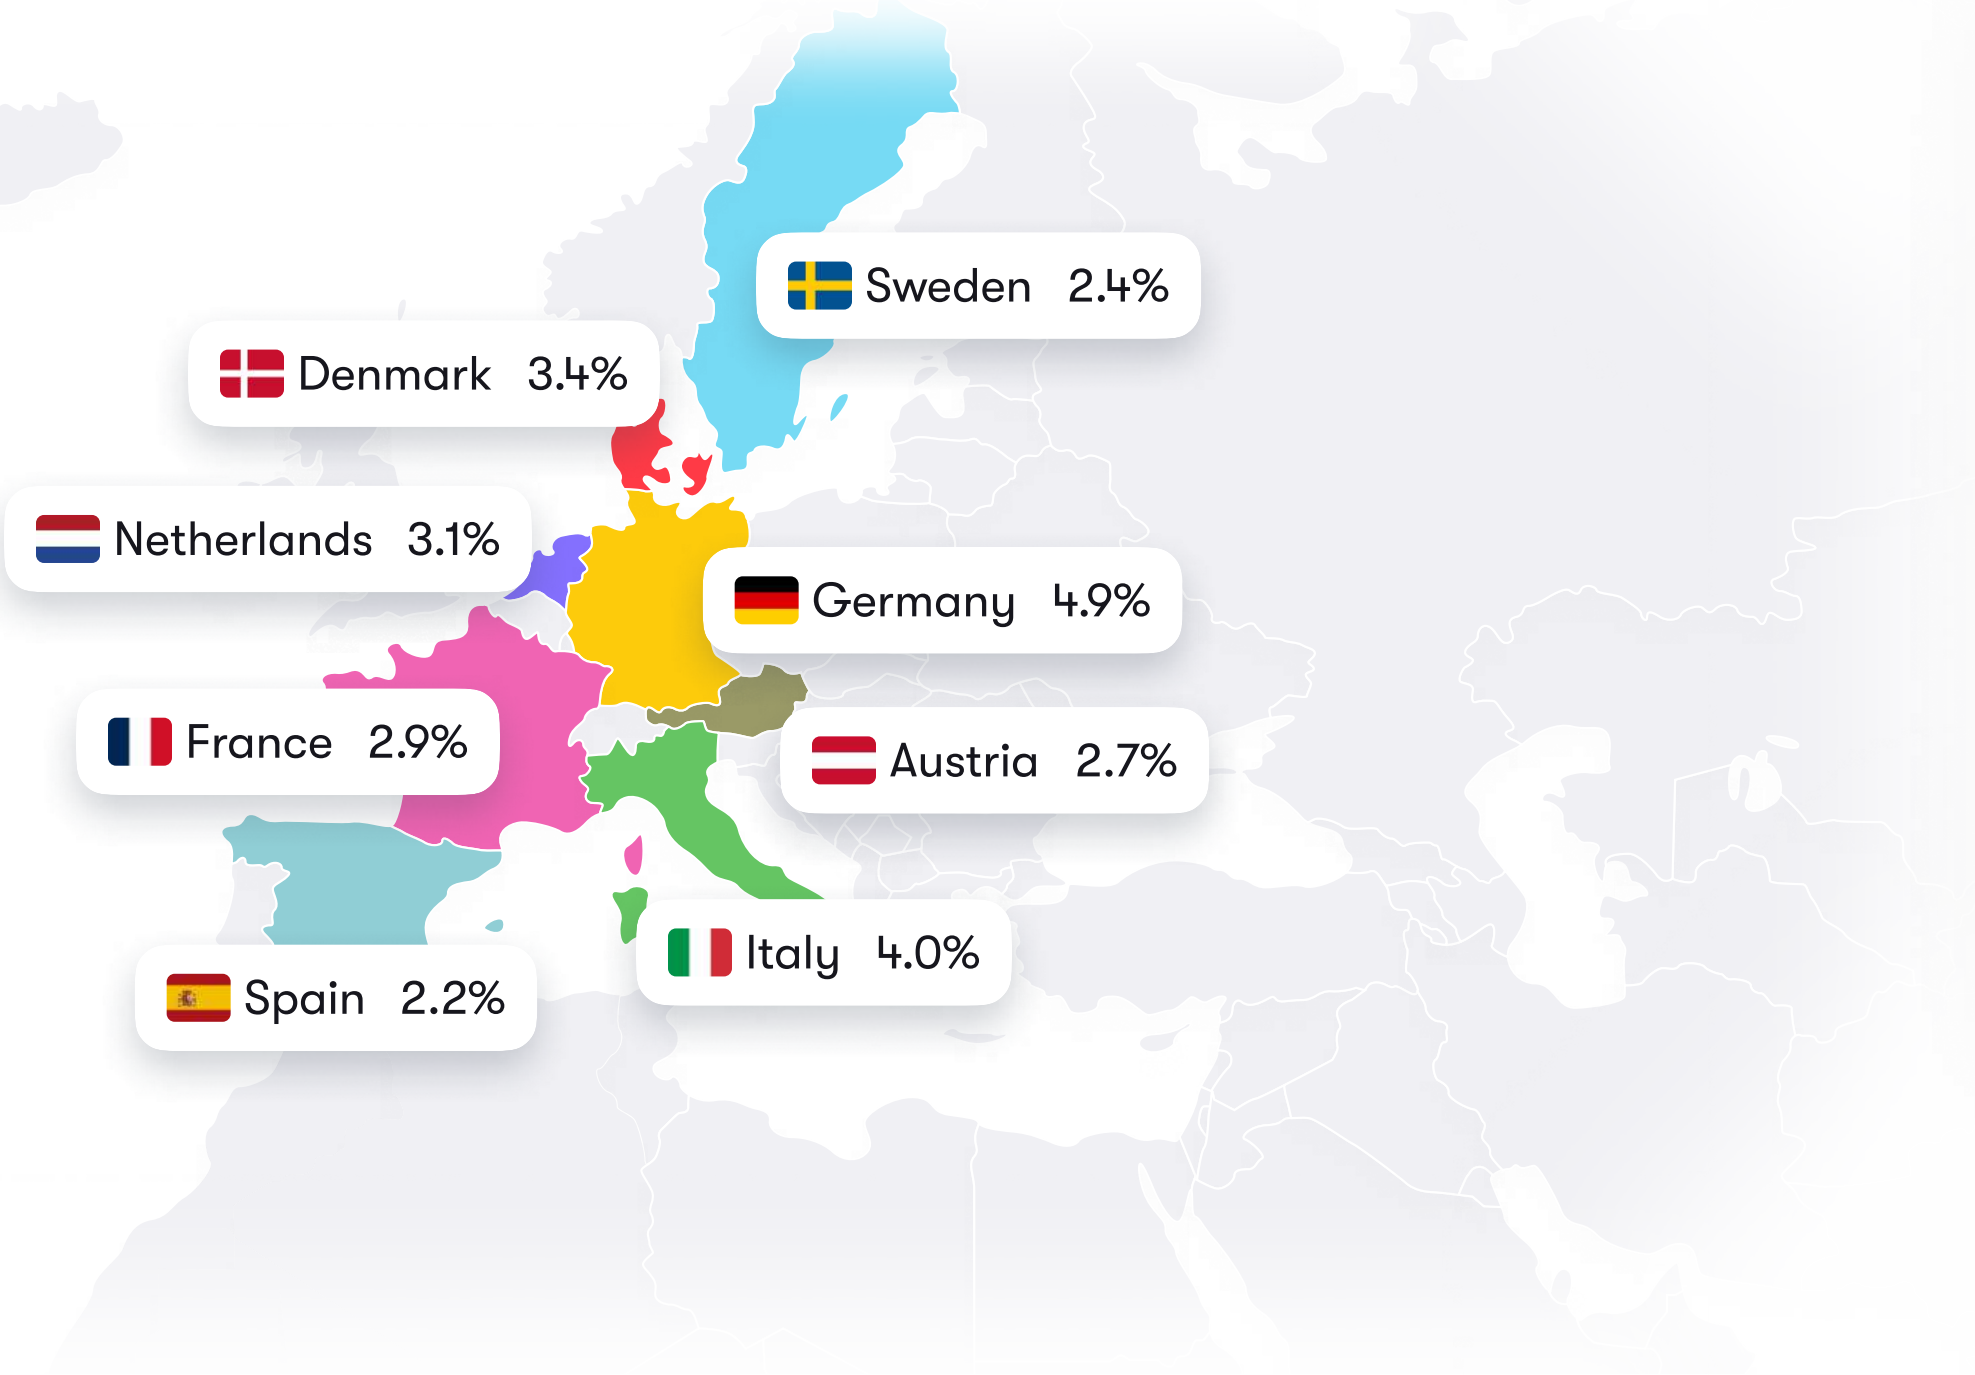 Sweden 2.4%
Denmark 3.4%
Netherlands 3.1%
Germany 4.9%
France 2.9%
Austria 2.7%
Italy 4.0%
Spain 2.2%